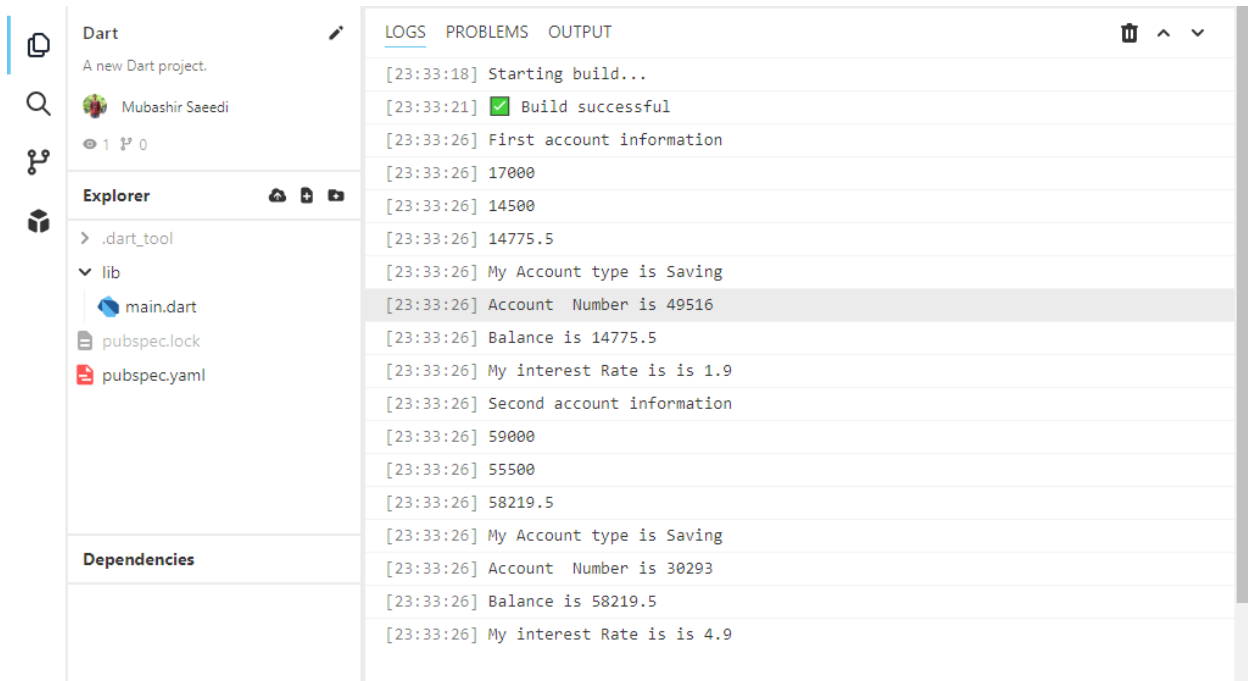 Dart
A new Dart project.
Mubashir Saeedi
1 0
Explorer
.dart_tool
lib
main.dart
pubspec.lock
pubspec.yaml
Dependencies
LOGS PROBLEMS OUTPUT
[23:33:18] Starting build...
[23:33:21] ✅ Build successful
[23:33:26] First account information
[23:33:26] 17000
[23:33:26] 14500
[23:33:26] 14775.5
[23:33:26] My Account type is Saving
[23:33:26] Account  Number is 49516
[23:33:26] Balance is 14775.5
[23:33:26] My interest Rate is is 1.9
[23:33:26] Second account information
[23:33:26] 59000
[23:33:26] 55500
[23:33:26] 58219.5
[23:33:26] My Account type is Saving
[23:33:26] Account  Number is 30293
[23:33:26] Balance is 58219.5
[23:33:26] My interest Rate is is 4.9